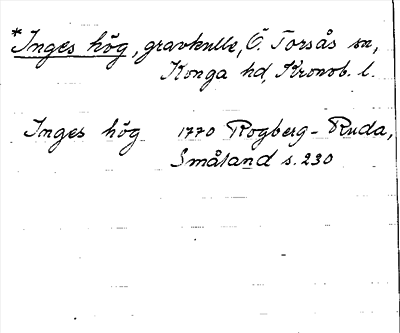 *Inges hög, gravkulle, Ö. Torsås sn,
Konga hd, Kronob. l.
Inges hög 1770 Rogberg-Ruda,
Småland s. 230